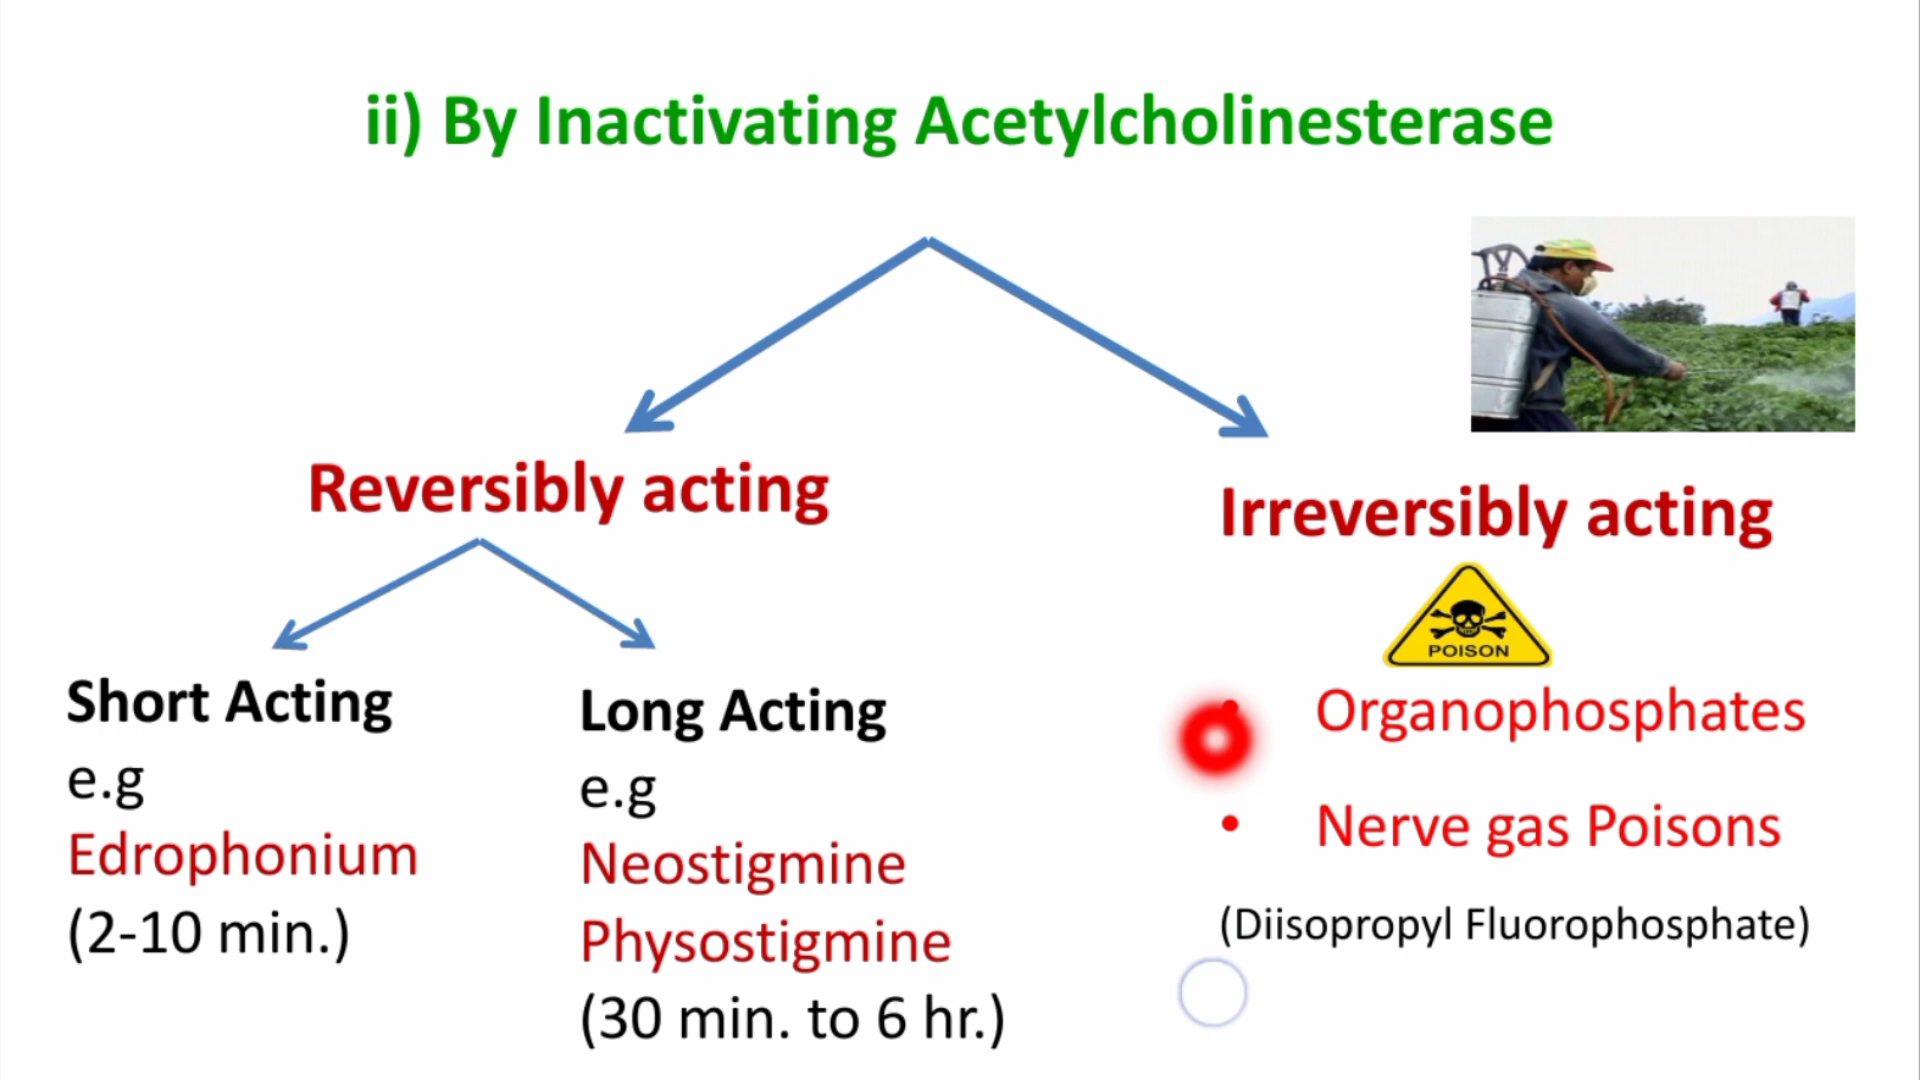 ii) By Inactivating Acetylcholinesterase
Reversibly acting
Irreversibly acting
POISON
Short Acting
e.g
Edrophonium
(2-10 min.)
Long Acting
e.g
Neostigmine
Physostigmine
(30 min. to 6 hr.)
• Organophosphates
• Nerve gas Poisons
(Diisopropyl Fluorophosphate)